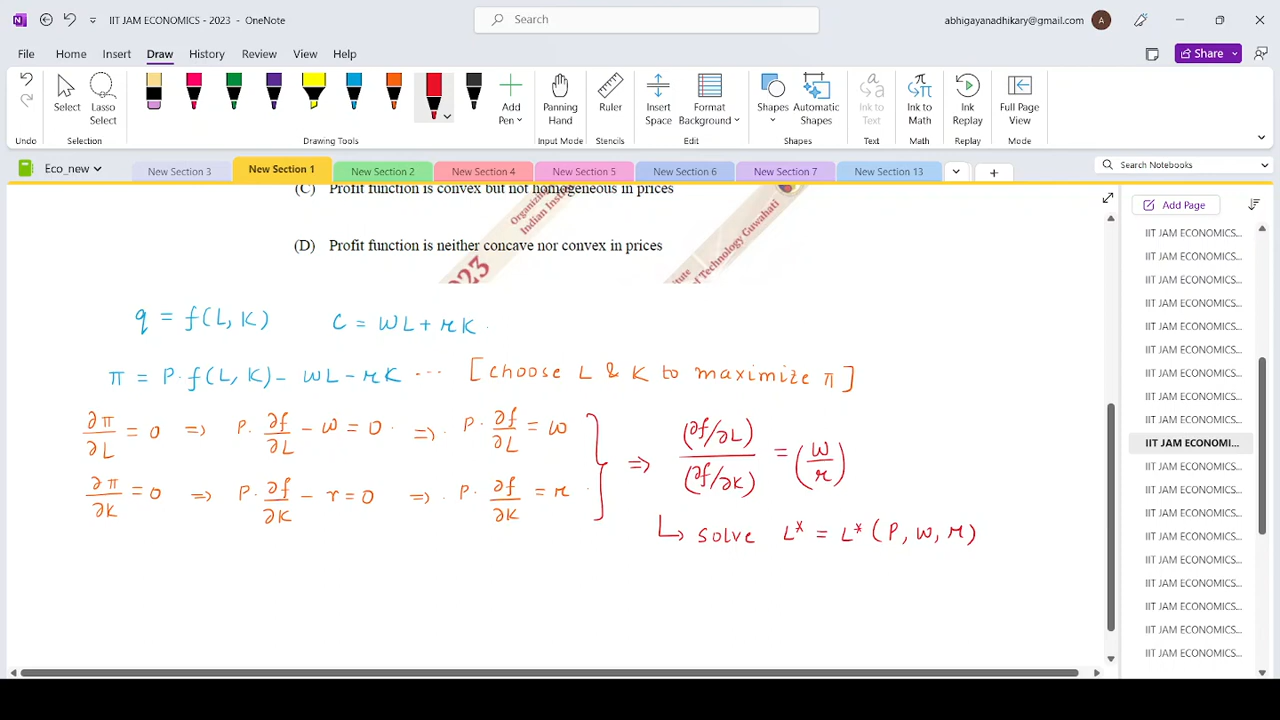 IIT JAM ECONOMICS - 2023 - OneNote
Search
abhigayanadhikary@gmail.com
A
File Home Insert Draw History Review View Help
Share
Undo
Select
Lasso Select
Add Pen
Panning Hand
Ruler
Insert Space
Format Background
Shapes
Automatic Shapes
Ink to Text
Ink to Math
Ink Replay
Full Page View
Undo
Selection
Drawing Tools
Input Mode
Stencils
Edit
Shapes
Text
Math
Replay
Mode
Eco_new
New Section 3
New Section 1
New Section 2
New Section 4
New Section 5
New Section 6
New Section 7
New Section 13
Search Notebooks
Add Page
(C) Profit function is convex but not homogeneous in prices
(D) Profit function is neither concave nor convex in prices
Organizing
Indian Inst
2023
tute
of Technology Guwahati
q = f(L, K) C = wL + rK
π = P·f(L, K) - wL - rK ... [choose L & K to maximize π]
∂π/∂L = 0 => P·∂f/∂L - w = 0 => P·∂f/∂L = w
∂π/∂K = 0 => P·∂f/∂K - r = 0 => P·∂f/∂K = r
=> (∂f/∂L)/(∂f/∂K) = (w/r)
↳ solve L* = L*(P, w, r)
IIT JAM ECONOMICS...
IIT JAM ECONOMICS...
IIT JAM ECONOMICS...
IIT JAM ECONOMICS...
IIT JAM ECONOMICS...
IIT JAM ECONOMICS...
IIT JAM ECONOMICS...
IIT JAM ECONOMICS...
IIT JAM ECONOMICS...
IIT JAM ECONOMI...
IIT JAM ECONOMICS...
IIT JAM ECONOMICS...
IIT JAM ECONOMICS...
IIT JAM ECONOMICS...
IIT JAM ECONOMICS...
IIT JAM ECONOMICS...
IIT JAM ECONOMICS...
IIT JAM ECONOMICS...
IIT JAM ECONOMICS...